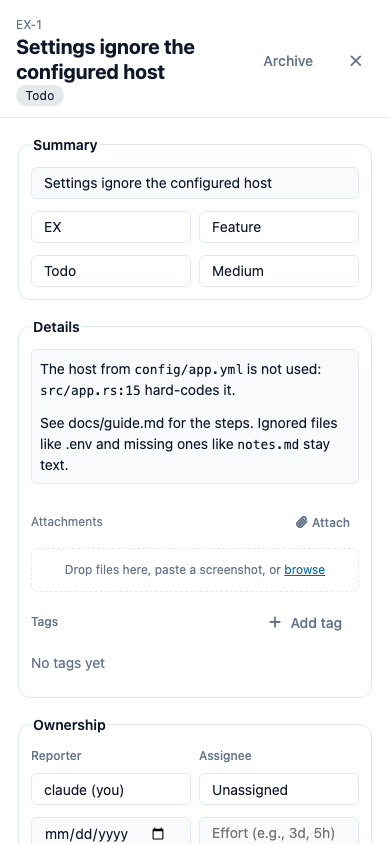 EX-1
Settings ignore the
configured host
Archive
Todo
Summary
Settings ignore the configured host
EX
Feature
Todo
Medium
Details
The host from config/app.yml is not used:
src/app.rs:15 hard-codes it.
See docs/guide.md for the steps. Ignored files
like .env and missing ones like notes.md stay
text.
Attachments
Attach
Drop files here, paste a screenshot, or browse
Tags
Add tag
No tags yet
Ownership
Reporter
Assignee
claude (you)
Unassigned
mm/dd/yyyy
Effort (e.g., 3d, 5h)